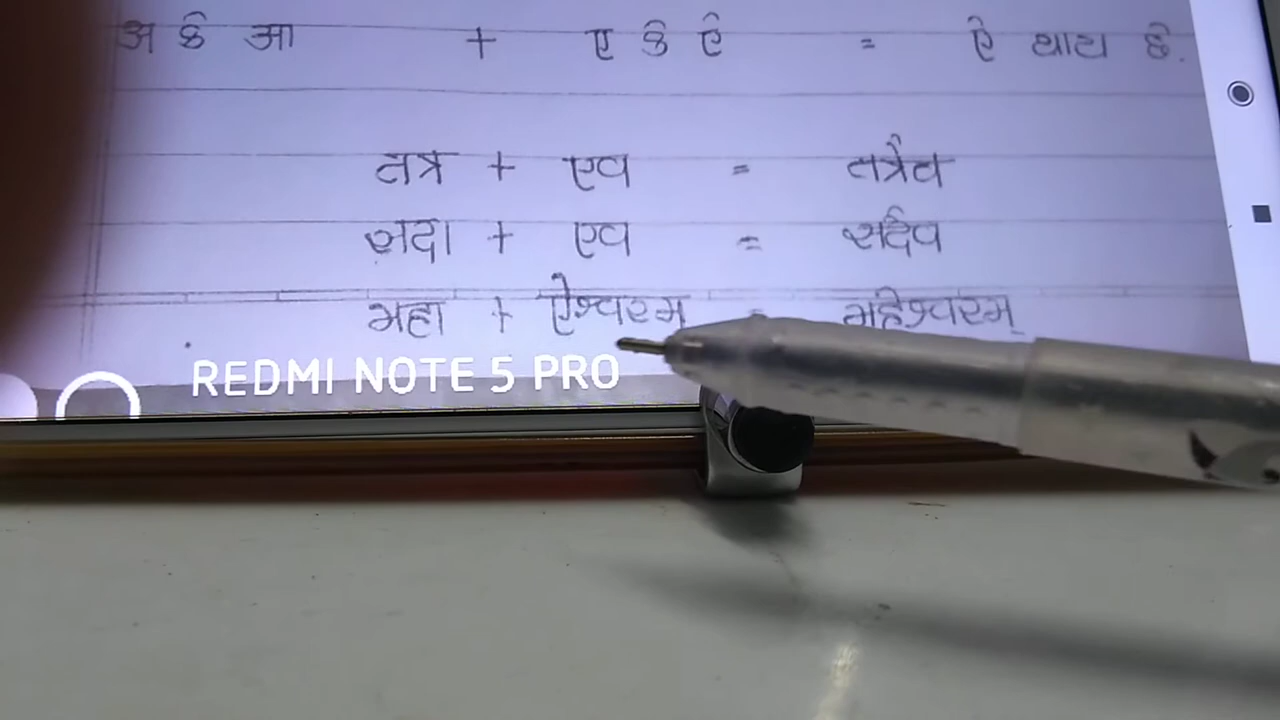 अ के आ + ए के ऐ = ऐ थाय छे.
तत्र + एव = तत्रैव
सदा + एव = सदैव
महा + ऐश्वरम् = महैश्वरम्
REDMI NOTE 5 PRO